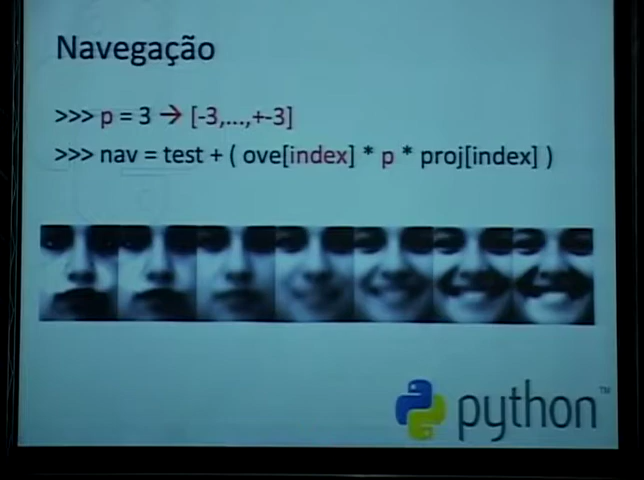 Navegação
>>> p = 3 → [-3,...,+-3]
>>> nav = test + ( ove[index] * p * proj[index] )
python™